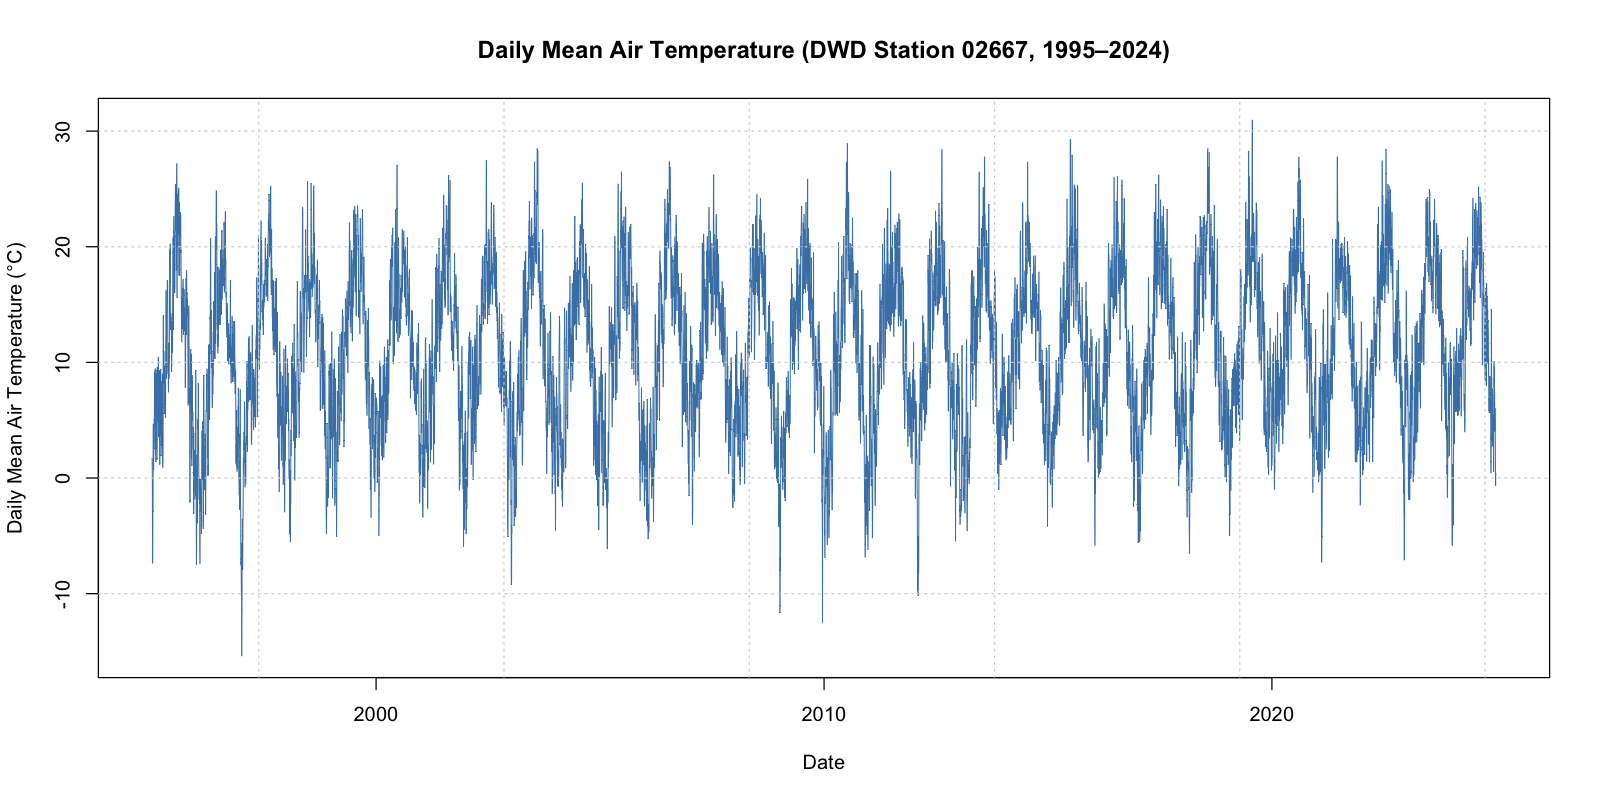 Daily Mean Air Temperature (DWD Station 02667, 1995–2024)
Daily Mean Air Temperature (°C)
30
20
10
0
-10
2000
2010
2020
Date